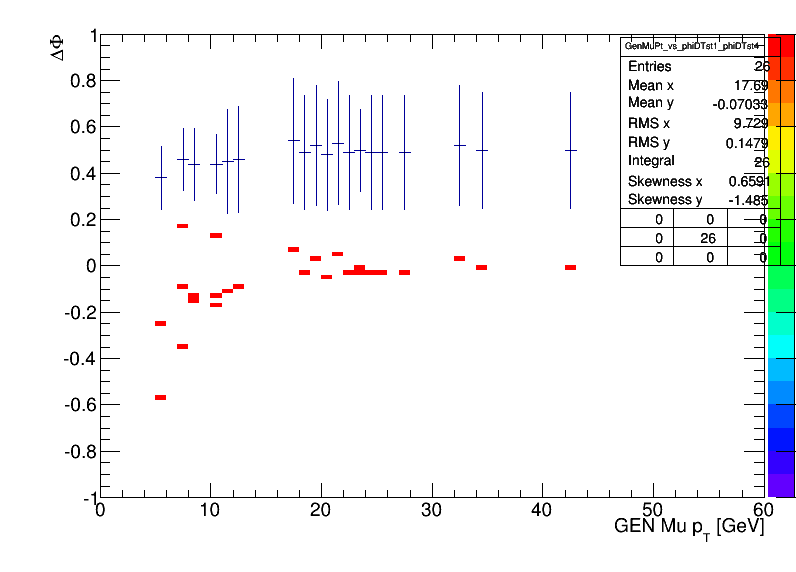 ΔΦ
1
0.8
0.6
0.4
0.2
0
-0.2
-0.4
-0.6
-0.8
-1
0 10 20 30 40 50 60
GEN Mu pT [GeV]
GenMuPt_vs_phiDTst1_phiDTst4
Entries 26
Mean x 17.69
Mean y -0.07033
RMS x 9.729
RMS y 0.1479
Integral 26
Skewness x 0.6591
Skewness y -1.485
0 0 0
0 26 0
0 0 0